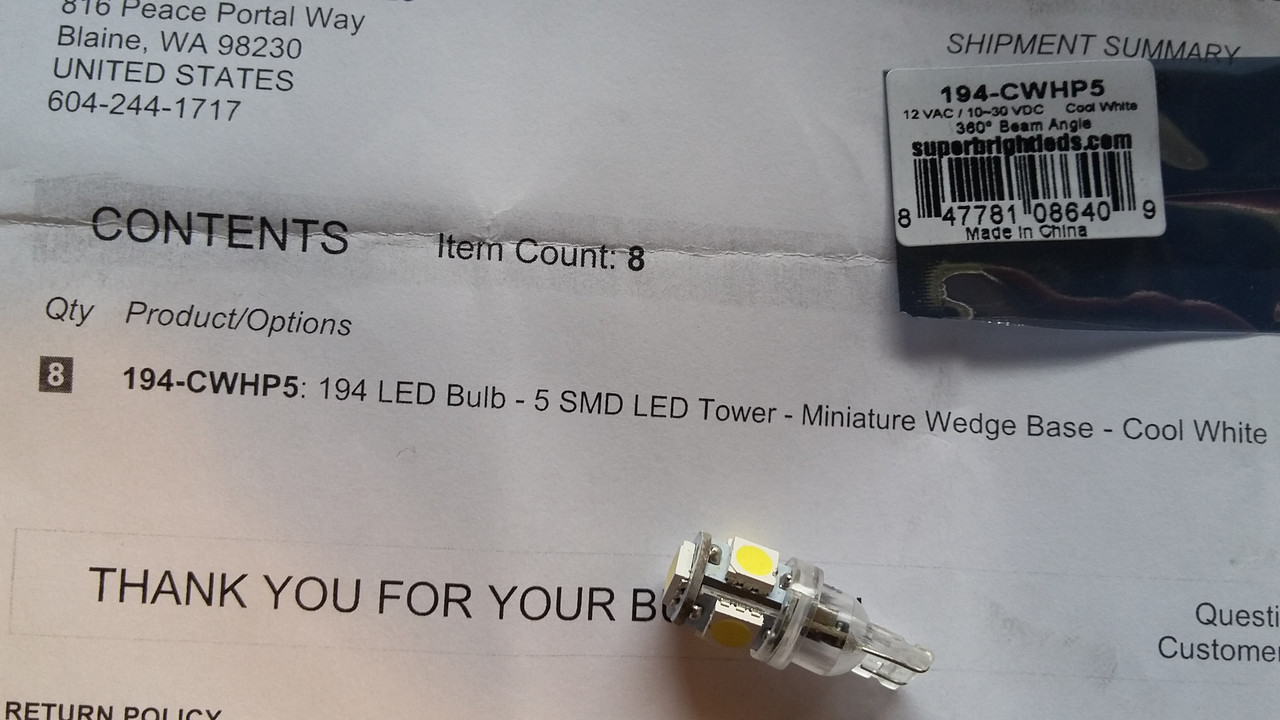 816 Peace Portal Way
Blaine, WA 98230
UNITED STATES
604-244-1717
SHIPMENT SUMMARY
194-CWHP5
12 VAC / 10~30 VDC Cool White
360° Beam Angle
superbrightleds.com
8 47781 08640 9
Made in China
CONTENTS Item Count: 8
Qty Product/Options
8 194-CWHP5: 194 LED Bulb - 5 SMD LED Tower - Miniature Wedge Base - Cool White
THANK YOU FOR YOUR
Questi
Customer
RETURN POLICY